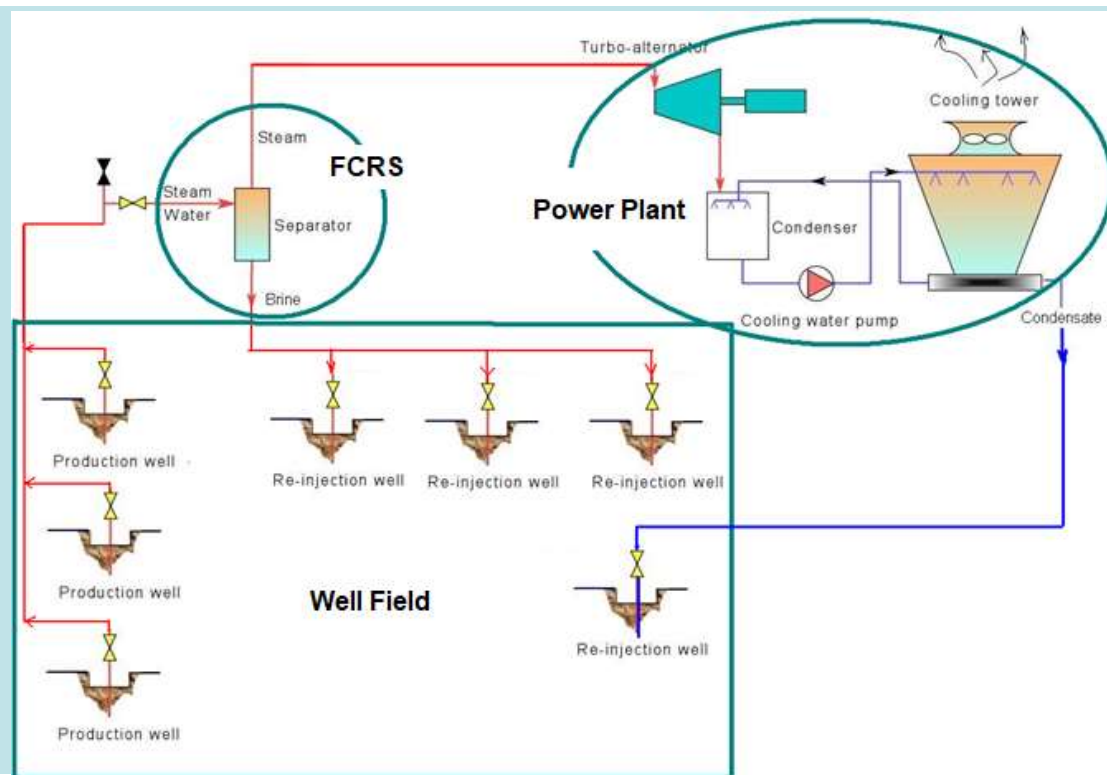 Turbo-alternator
Cooling tower
Steam
FCRS
Steam
Water
Separator
Power Plant
Condenser
Brine
Cooling water pump
Condensate
Production well
Re-injection well
Re-injection well
Re-injection well
Production well
Well Field
Re-injection well
Production well